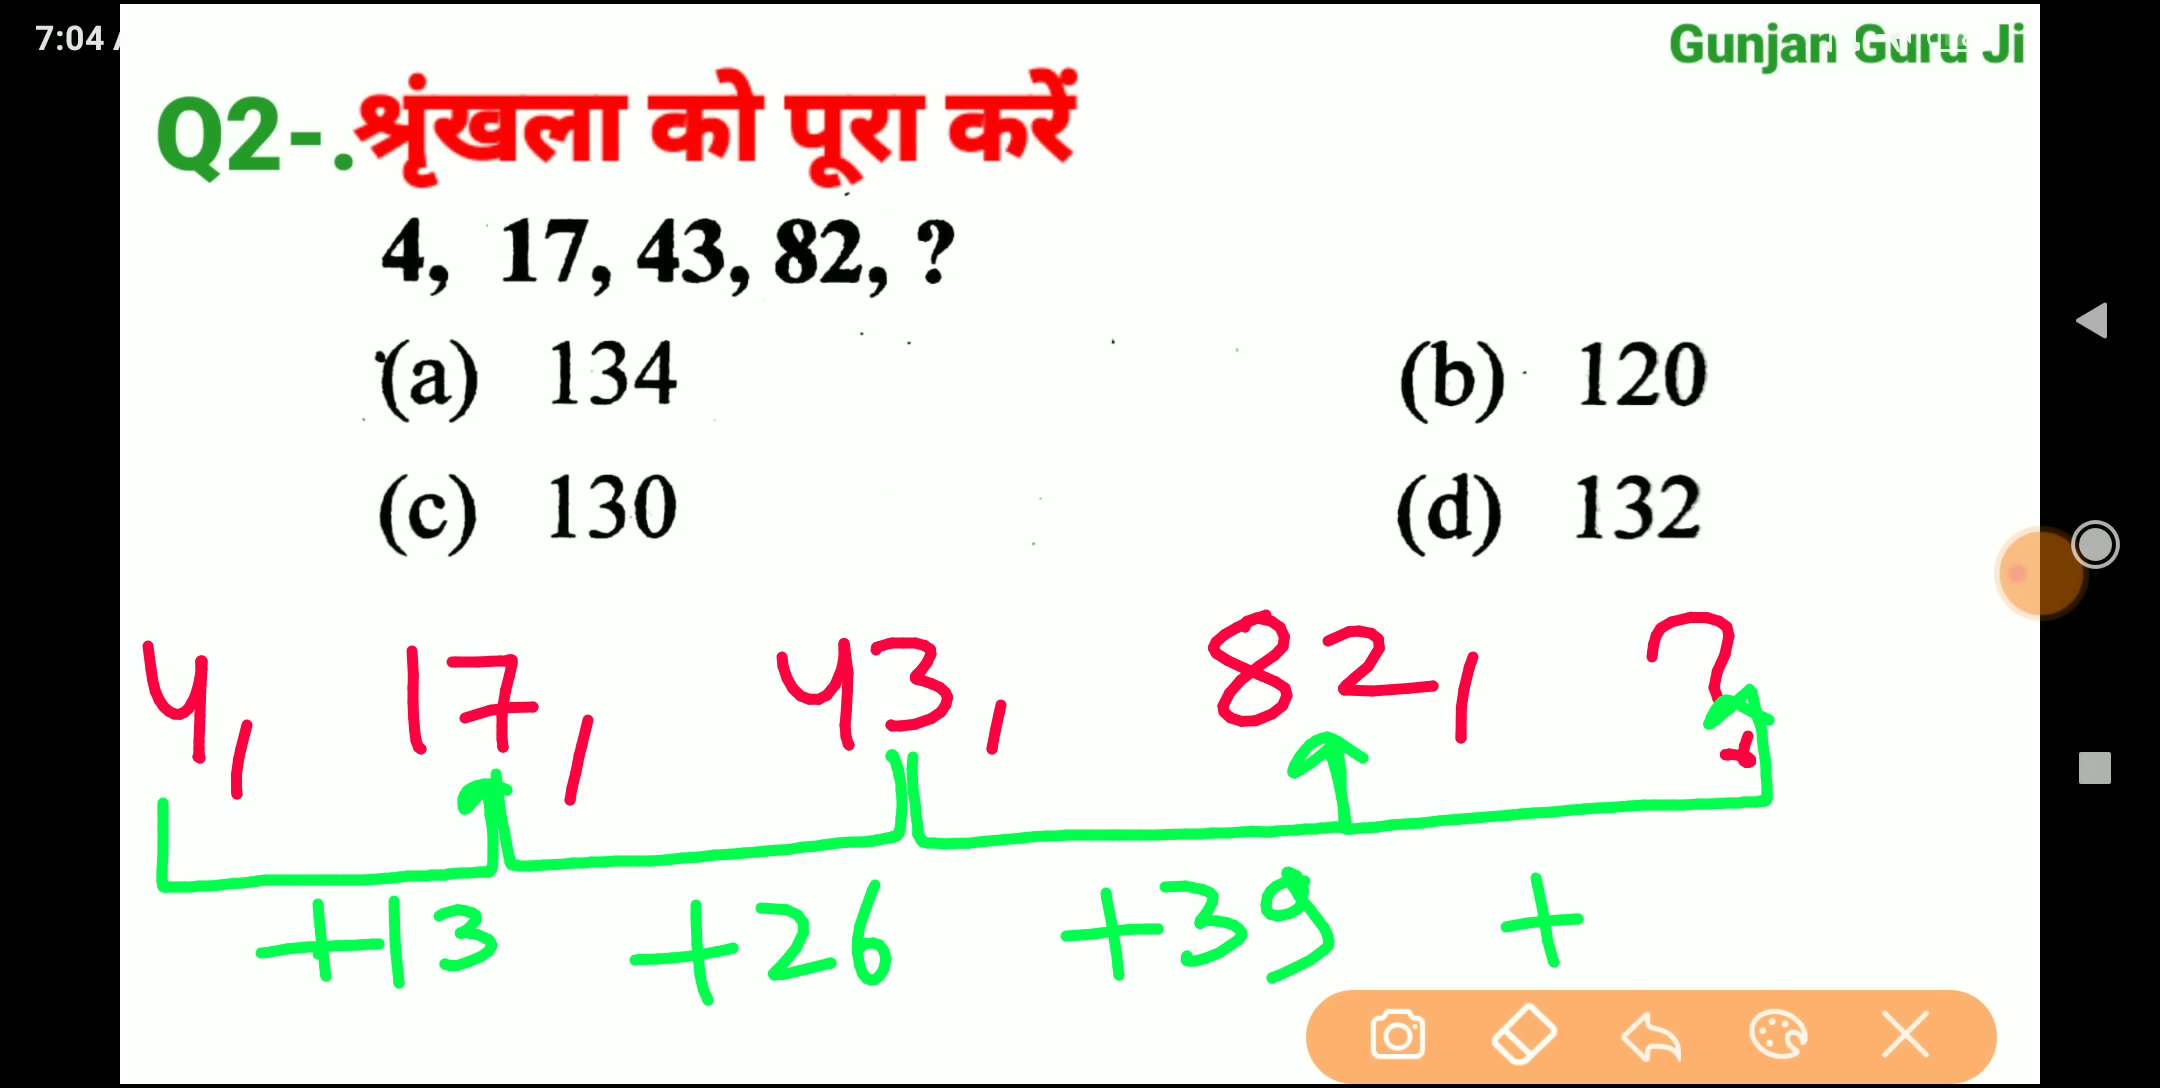 7:04
Gunjan Guru Ji
Q2-.श्रृंखला को पूरा करें
4, 17, 43, 82, ?
(a) 134 (b) 120
(c) 130 (d) 132
4, 17, 43, 82, ?
+13 +26 +39 +